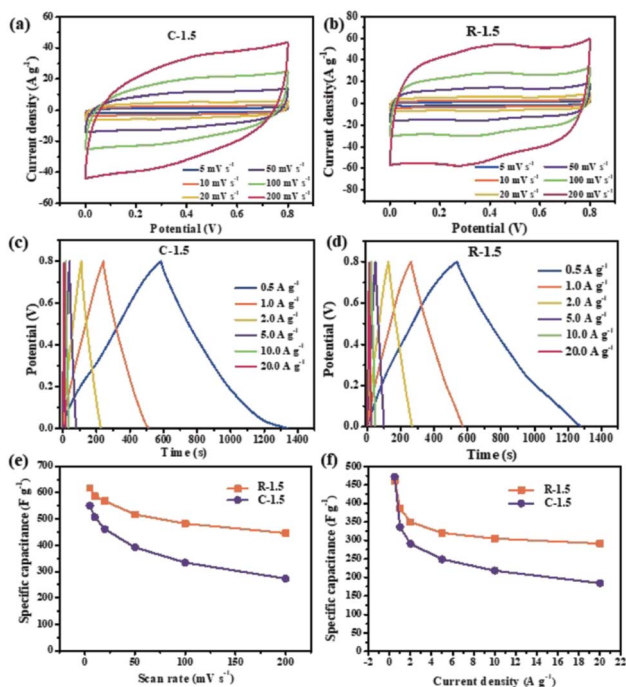 (a)
C-1.5
Current density (A g⁻¹)
60
40
20
0
-20
-40
-60
5 mV s⁻¹
10 mV s⁻¹
20 mV s⁻¹
50 mV s⁻¹
100 mV s⁻¹
200 mV s⁻¹
0.0 0.2 0.4 0.6 0.8
Potential (V)
(b)
R-1.5
Current density(A g⁻¹)
80
60
40
20
0
-20
-40
-60
-80
5 mV s⁻¹
10 mV s⁻¹
20 mV s⁻¹
50 mV s⁻¹
100 mV s⁻¹
200 mV s⁻¹
0.0 0.2 0.4 0.6 0.8
Potential (V)
(c)
C-1.5
Potential (V)
0.8
0.6
0.4
0.2
0.0
0.5 A g⁻¹
1.0 A g⁻¹
2.0 A g⁻¹
5.0 A g⁻¹
10.0 A g⁻¹
20.0 A g⁻¹
0 200 400 600 800 1000 1200 1400
Time (s)
(d)
R-1.5
Potential (V)
0.8
0.6
0.4
0.2
0.0
0.5 A g⁻¹
1.0 A g⁻¹
2.0 A g⁻¹
5.0 A g⁻¹
10.0 A g⁻¹
20.0 A g⁻¹
0 200 400 600 800 1000 1200 1400
Time (s)
(e)
Specific capacitance (F g⁻¹)
700
600
500
400
300
200
100
0
R-1.5
C-1.5
0 50 100 150 200
Scan rate (mV s⁻¹)
(f)
Specific capacitance (F g⁻¹)
500
450
400
350
300
250
200
150
100
50
0
R-1.5
C-1.5
-2 0 2 4 6 8 10 12 14 16 18 20 22
Current density (A g⁻¹)